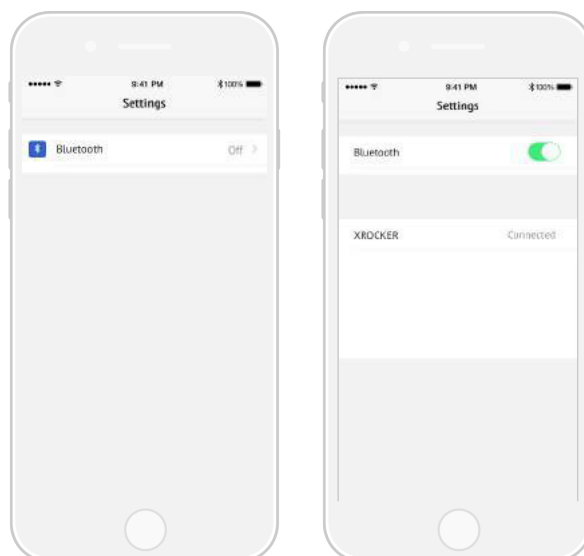 9:41 PM 100%
Settings
Bluetooth Off
9:41 PM 100%
Settings
Bluetooth
XROCKER Connected